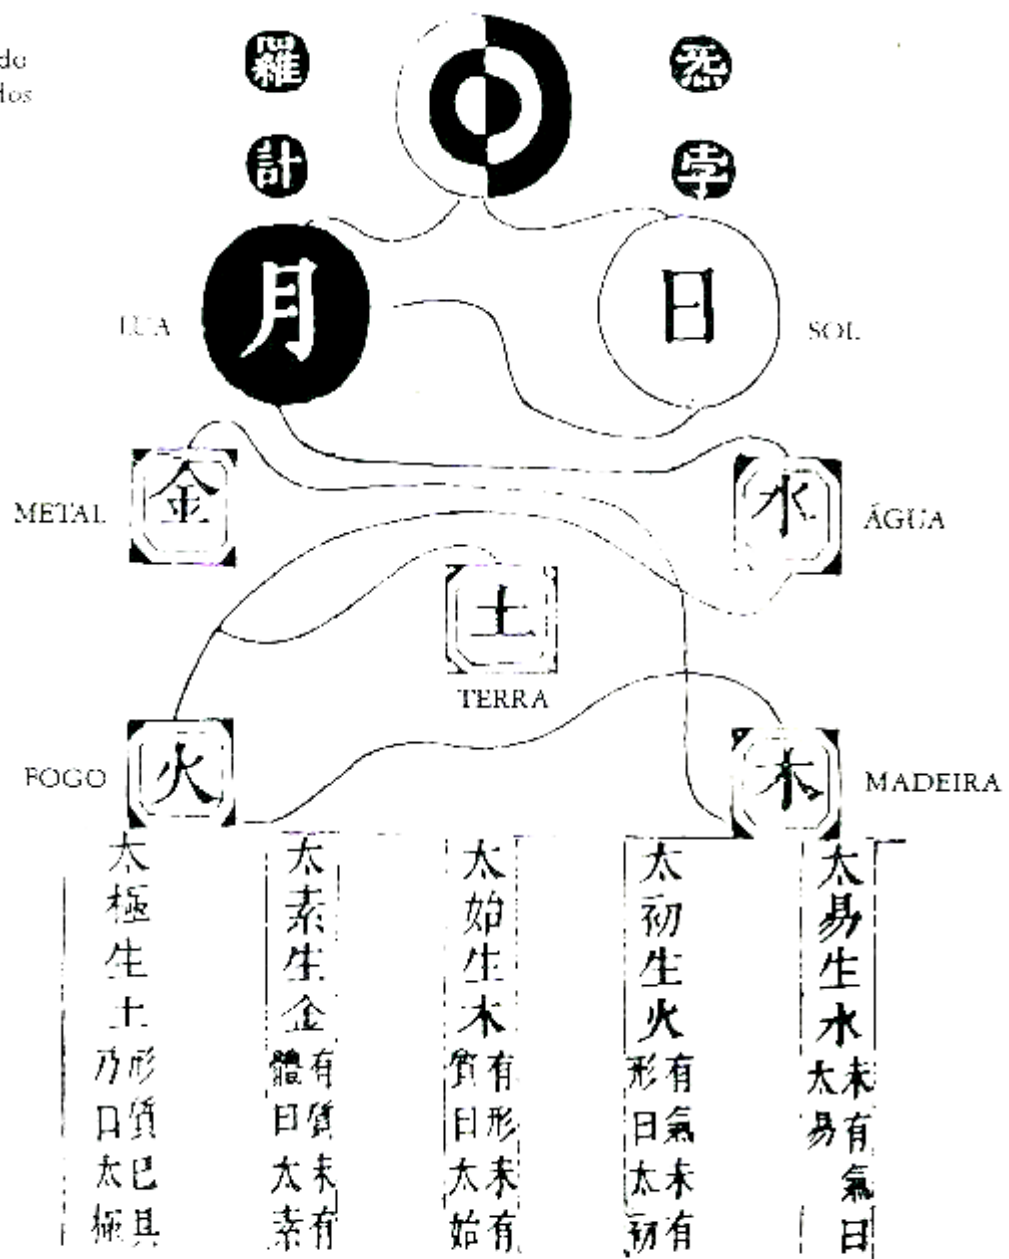 do
dos
羅
炁
計
孛
月
日
LUA
SOL
金
水
METAL
ÁGUA
土
TERRA
火
木
FOGO
MADEIRA
太易生水
未有氣曰
太易
太初生火
有氣未有
形曰太初
太始生木
有形未有
質曰太始
太素生金
有質未有
體曰太素
太極生土
形質已具
乃曰太極